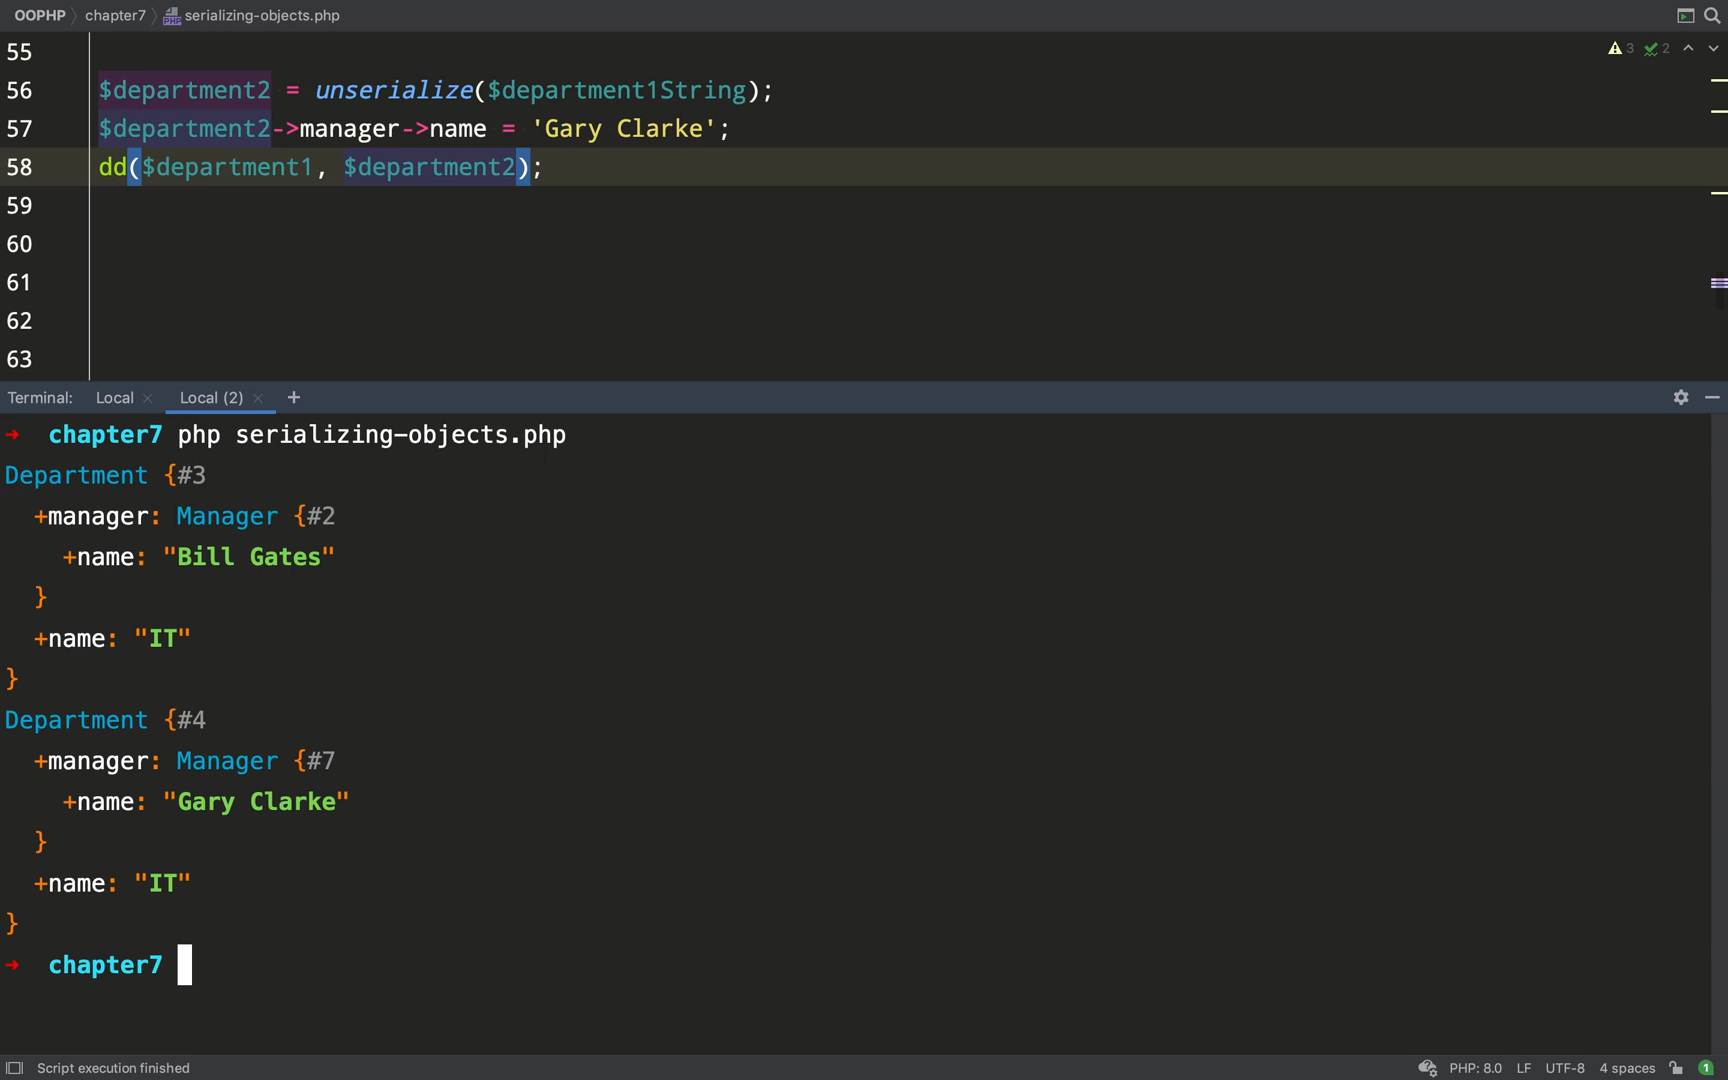 OOPHP chapter7 serializing-objects.php
3 2
55
56 $department2 = unserialize($department1String);
57 $department2->manager->name = 'Gary Clarke';
58 dd($department1, $department2);
59
60
61
62
63
Terminal: Local × Local (2) × +
→ chapter7 php serializing-objects.php
Department {#3
+manager: Manager {#2
+name: "Bill Gates"
}
+name: "IT"
}
Department {#4
+manager: Manager {#7
+name: "Gary Clarke"
}
+name: "IT"
}
→ chapter7
Script execution finished PHP: 8.0 LF UTF-8 4 spaces 1